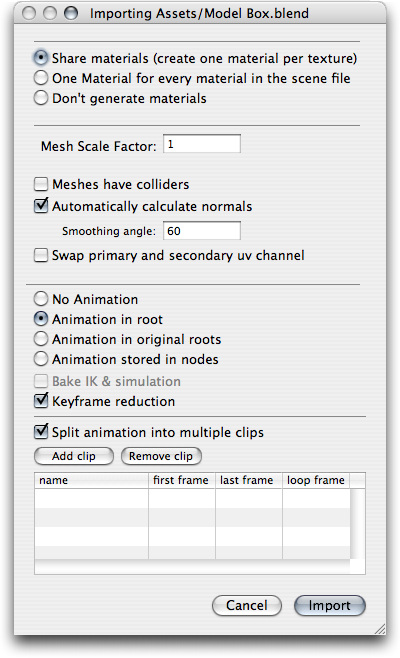 Importing Assets/Model Box.blend
Share materials (create one material per texture)
One Material for every material in the scene file
Don't generate materials
Mesh Scale Factor: 1
Meshes have colliders
Automatically calculate normals
Smoothing angle: 60
Swap primary and secondary uv channel
No Animation
Animation in root
Animation in original roots
Animation stored in nodes
Bake IK & simulation
Keyframe reduction
Split animation into multiple clips
Add clip Remove clip
name first frame last frame loop frame
Cancel Import